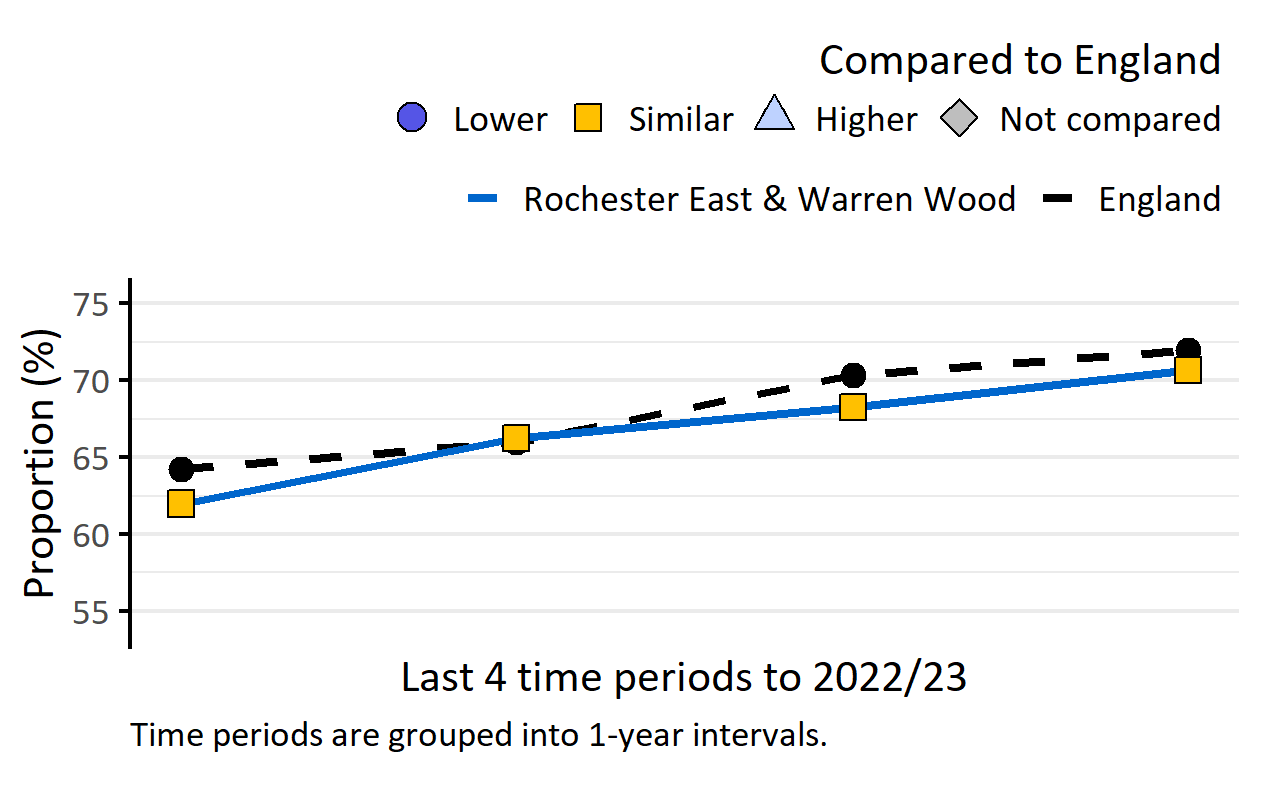 Compared to England
Lower Similar Higher Not compared
Rochester East & Warren Wood England
75
70
65
60
55
Proportion (%)
Last 4 time periods to 2022/23
Time periods are grouped into 1-year intervals.